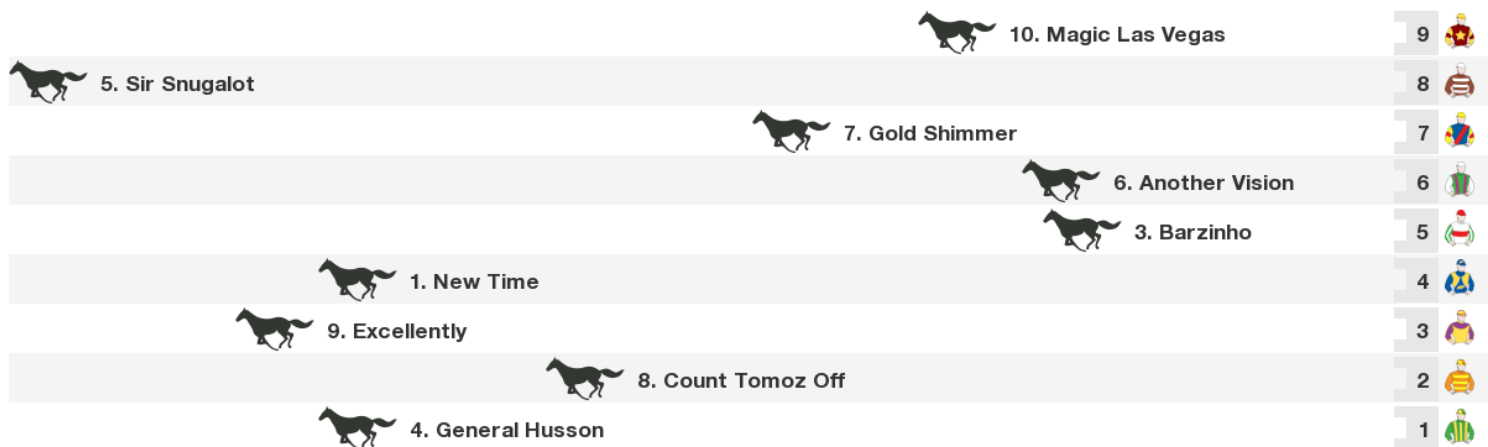 10. Magic Las Vegas 9
5. Sir Snugalot 8
7. Gold Shimmer 7
6. Another Vision 6
3. Barzinho 5
1. New Time 4
9. Excellently 3
8. Count Tomoz Off 2
4. General Husson 1